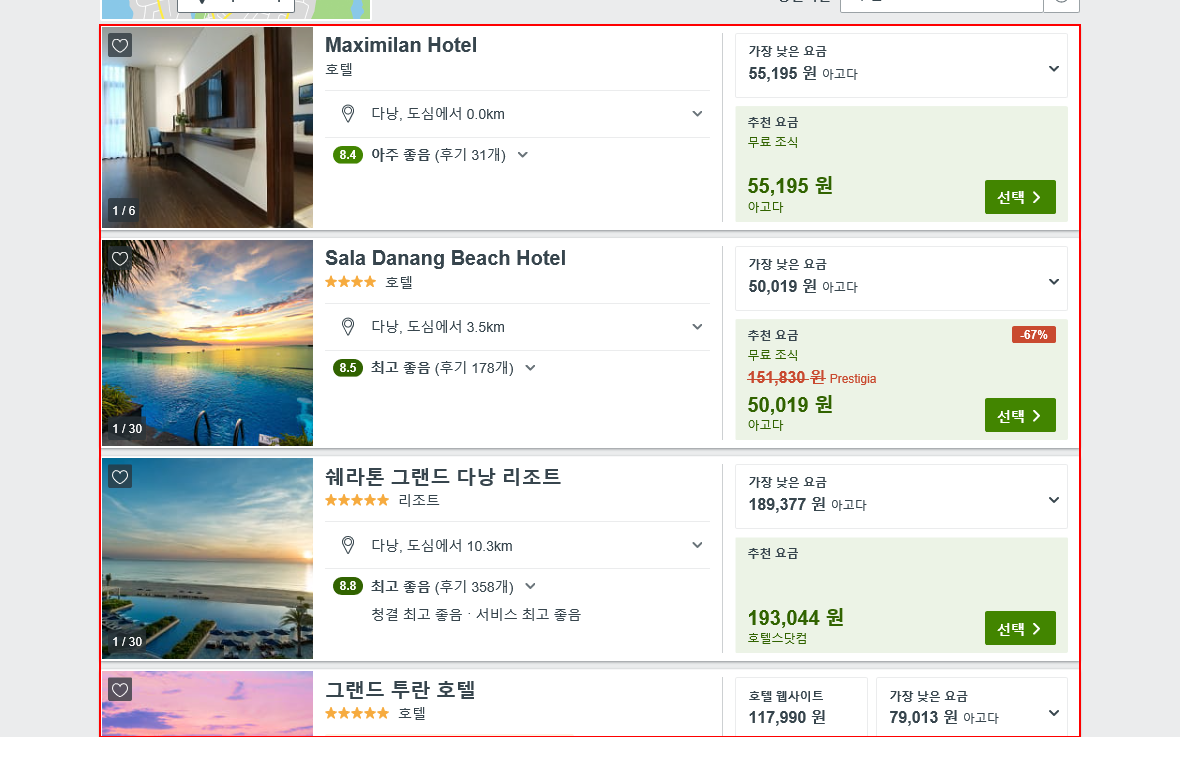 Maximilan Hotel
호텔
다낭, 도심에서 0.0km
8.4 아주 좋음 (후기 31개)
1 / 6
가장 낮은 요금
55,195 원 아고다
추천 요금
무료 조식
55,195 원
아고다
선택
Sala Danang Beach Hotel
호텔
다낭, 도심에서 3.5km
8.5 최고 좋음 (후기 178개)
1 / 30
가장 낮은 요금
50,019 원 아고다
추천 요금
-67%
무료 조식
151,830 원 Prestigia
50,019 원
아고다
선택
쉐라톤 그랜드 다낭 리조트
리조트
다낭, 도심에서 10.3km
8.8 최고 좋음 (후기 358개)
청결 최고 좋음 · 서비스 최고 좋음
1 / 30
가장 낮은 요금
189,377 원 아고다
추천 요금
193,044 원
호텔스닷컴
선택
그랜드 투란 호텔
호텔
호텔 웹사이트
117,990 원
가장 낮은 요금
79,013 원 아고다